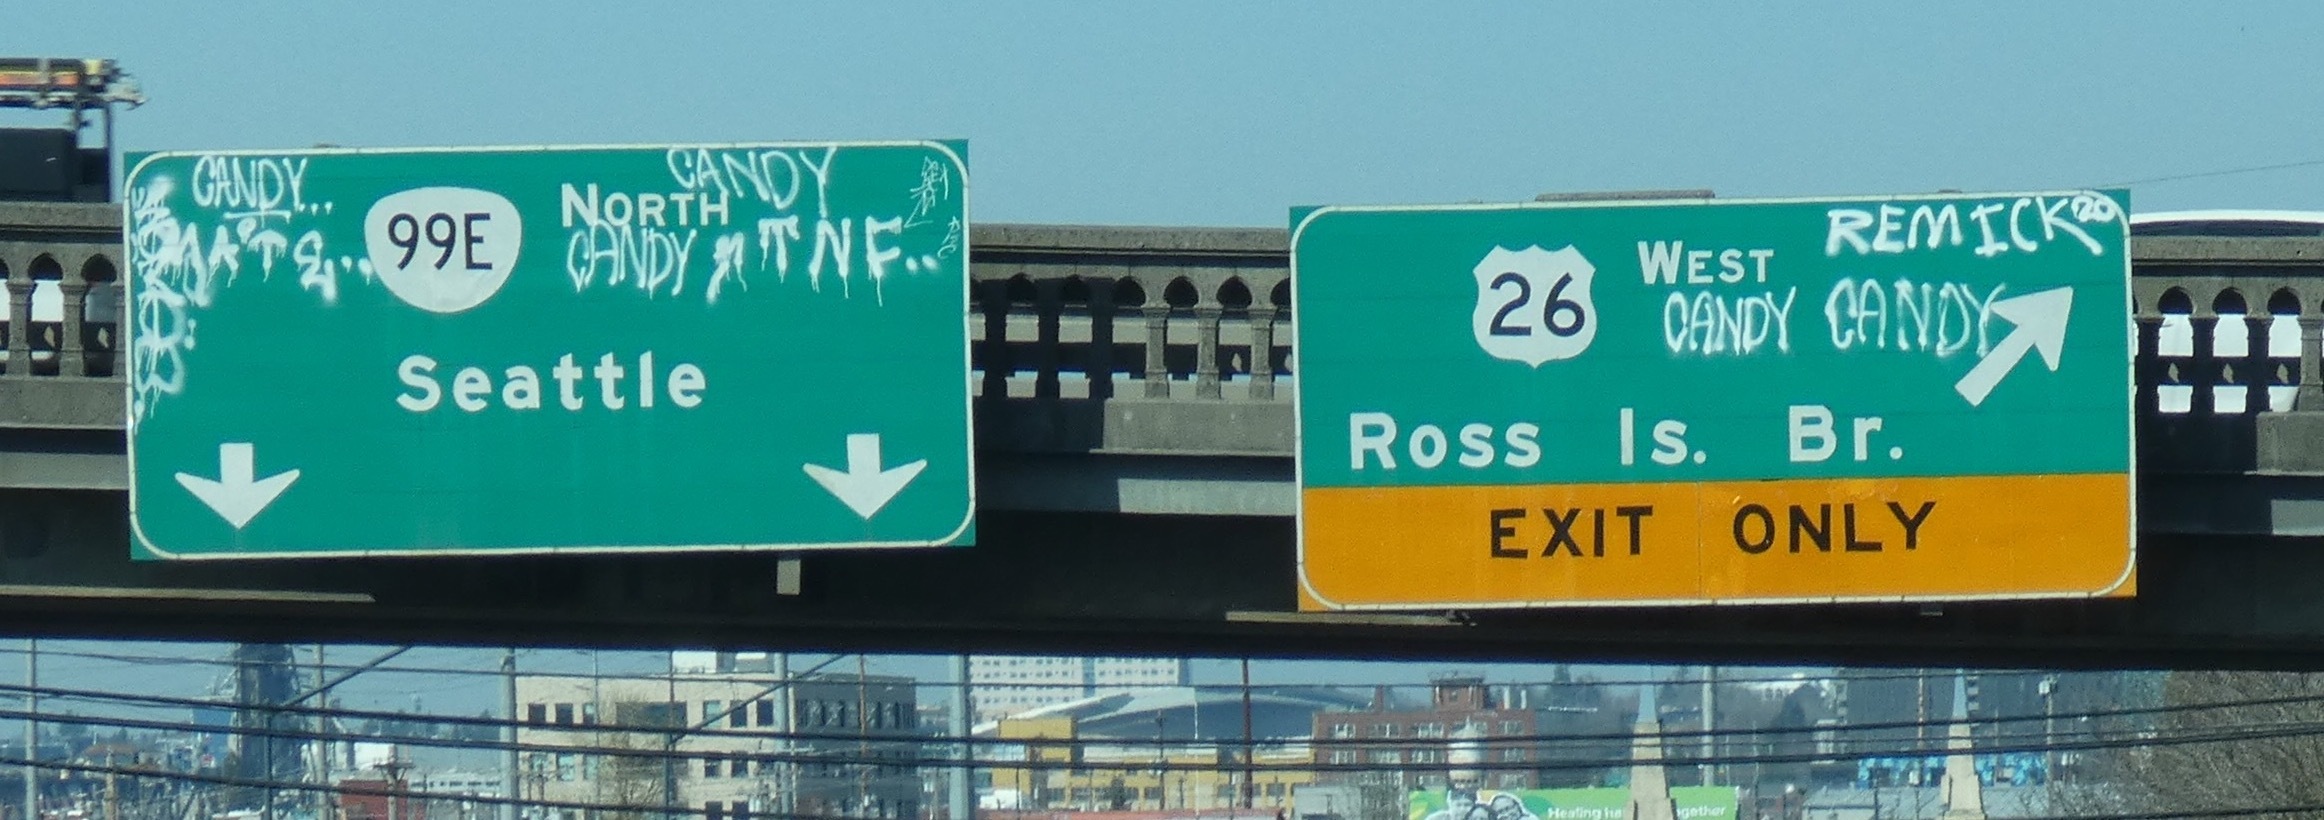 CANDY...
CANDY
99E
NORTH
CANDY
Seattle
REMICK
26
WEST
CANDY CANDY
Ross Is. Br.
EXIT ONLY